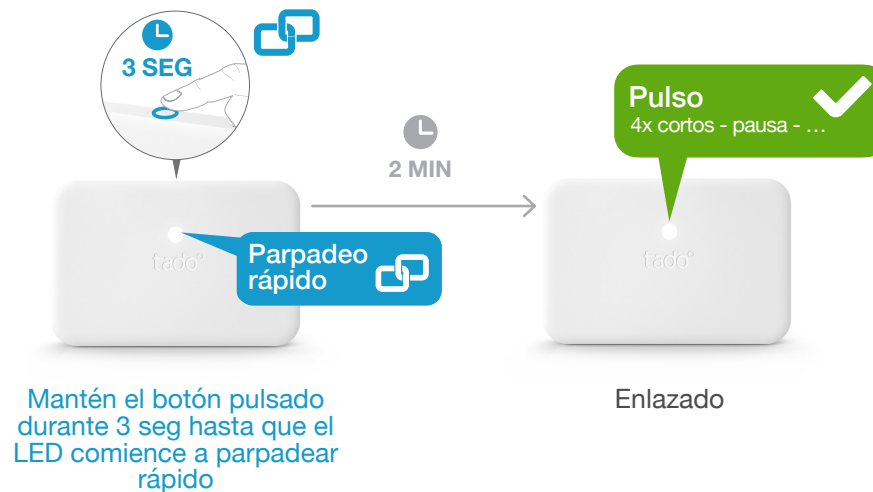 3 SEG
2 MIN
Pulso
4x cortos - pausa - …
tado°
Parpadeo
rápido
tado°
Mantén el botón pulsado
durante 3 seg hasta que el
LED comience a parpadear
rápido
Enlazado